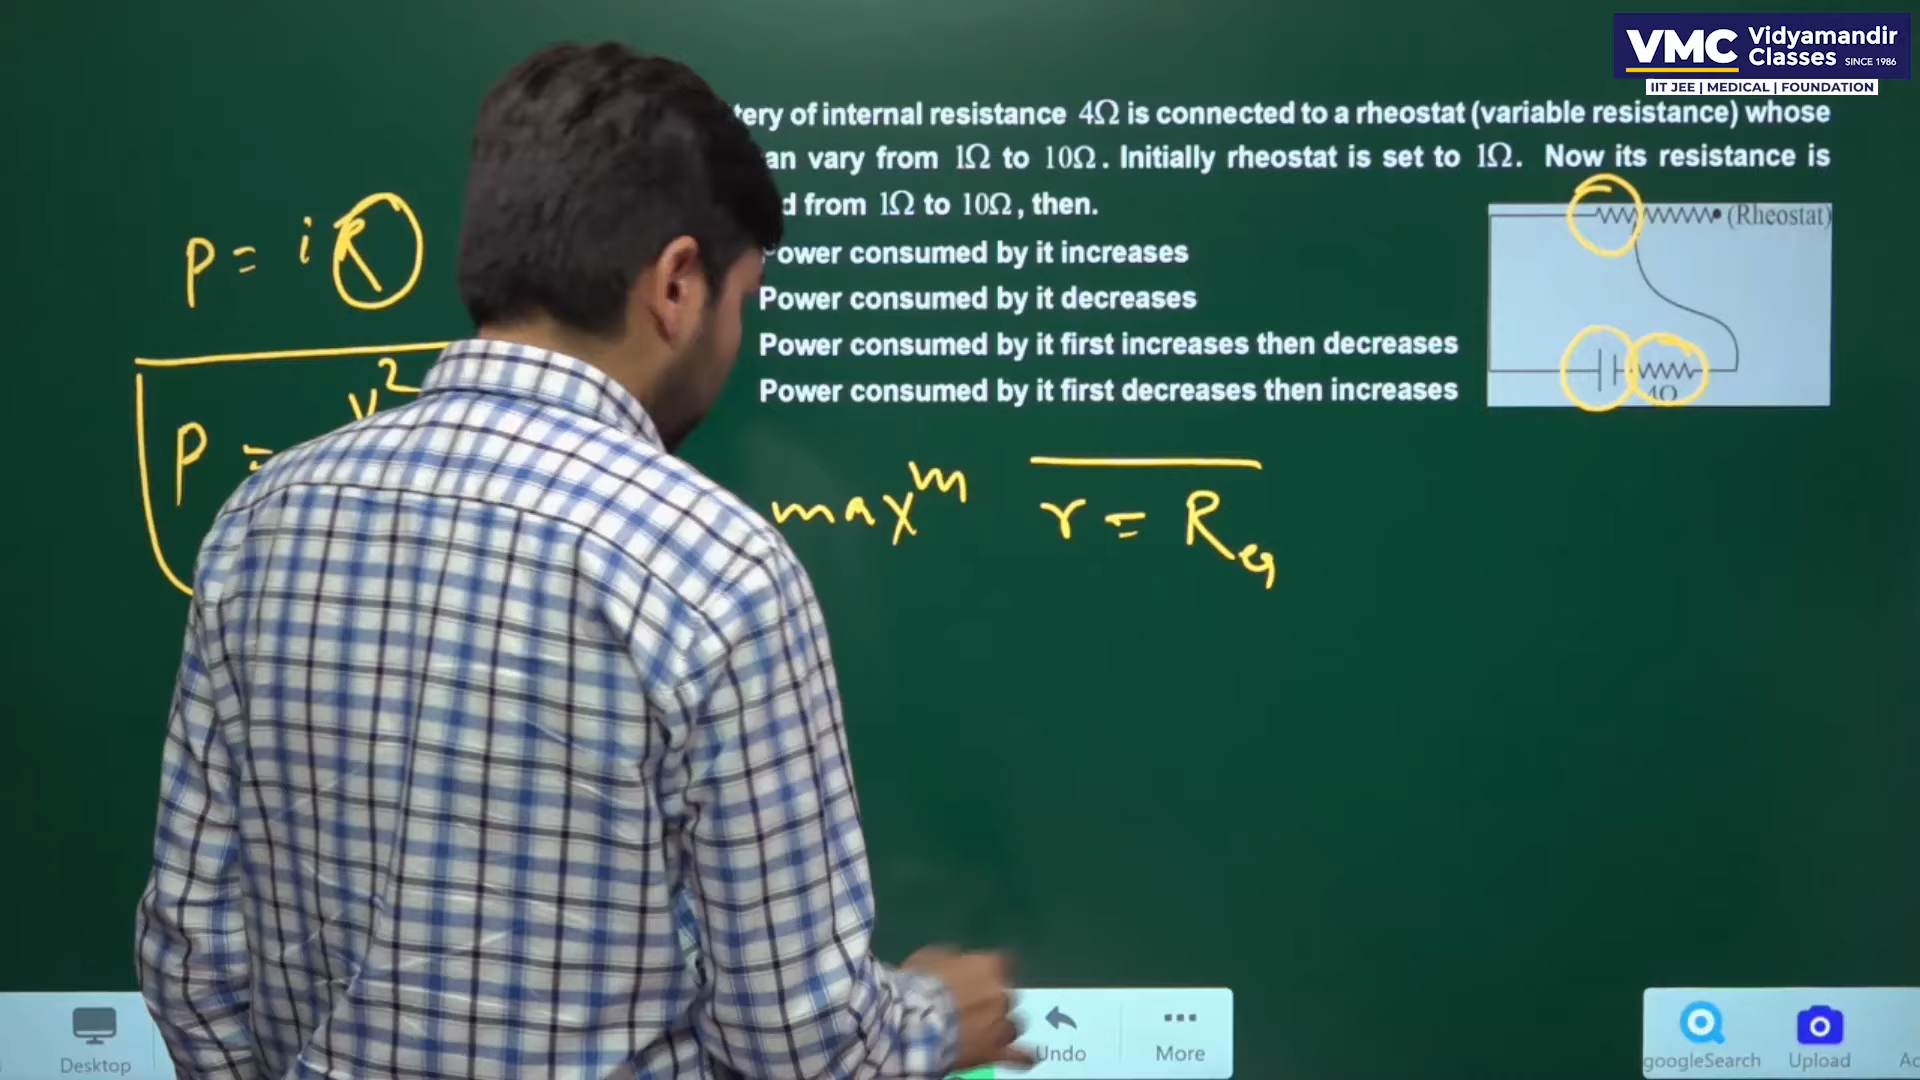 VMC Vidyamandir Classes SINCE 1986
IIT JEE | MEDICAL | FOUNDATION
tery of internal resistance 4Ω is connected to a rheostat (variable resistance) whose
an vary from 1Ω to 10Ω. Initially rheostat is set to 1Ω. Now its resistance is
d from 1Ω to 10Ω, then.
Power consumed by it increases
Power consumed by it decreases
Power consumed by it first increases then decreases
Power consumed by it first decreases then increases
(Rheostat)
4Ω
P = i R
P = V²
maxᵐ r = R_eq
Desktop
Undo
More
googleSearch
Upload